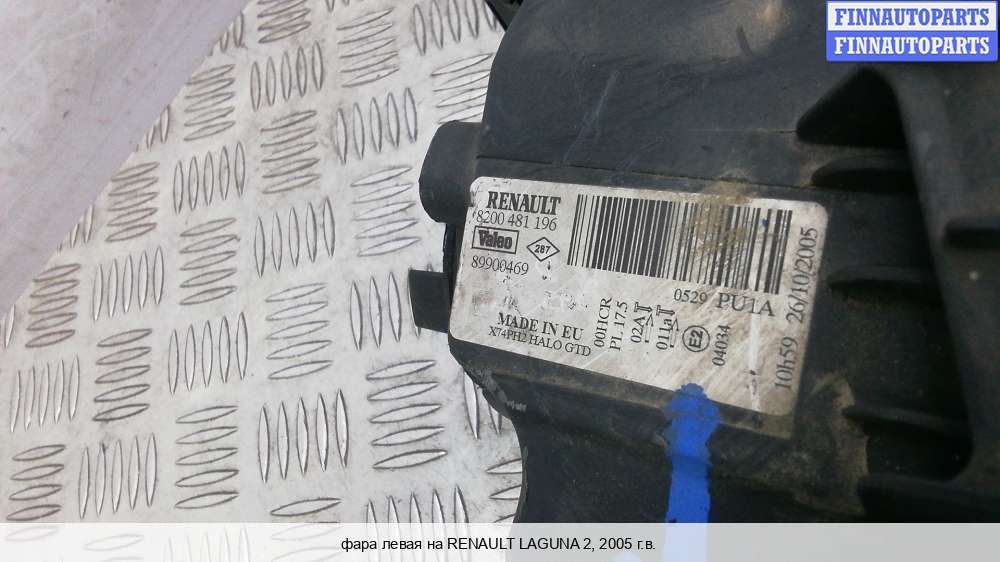 FINNAUTOPARTS
FINNAUTOPARTS
RENAULT
8200 481 196
Valeo
287
89900469
0529 PU1A
MADE IN EU
X74PH2 HALO GTD
00HCR
PL 17.5
02A
011a
E2
04034
10h59 26/10/2005
фара левая на RENAULT LAGUNA 2, 2005 г.в.